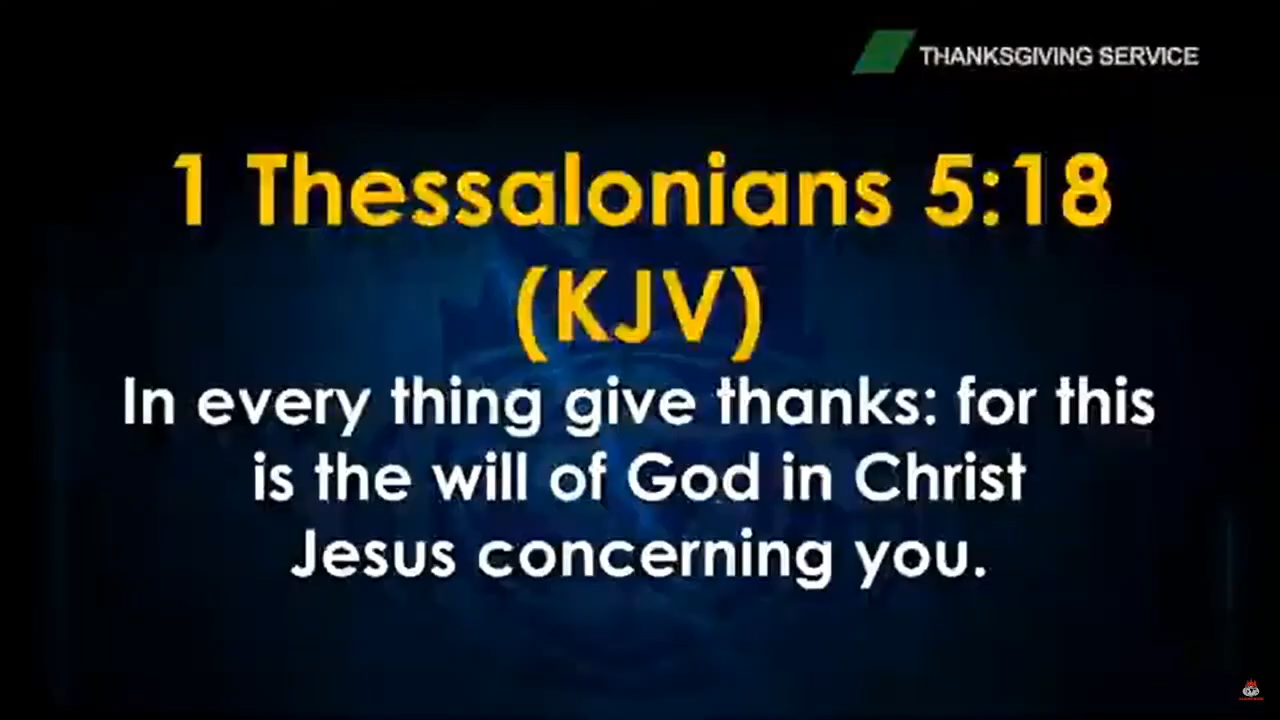 THANKSGIVING SERVICE
1 Thessalonians 5:18
(KJV)
In every thing give thanks: for this
is the will of God in Christ
Jesus concerning you.